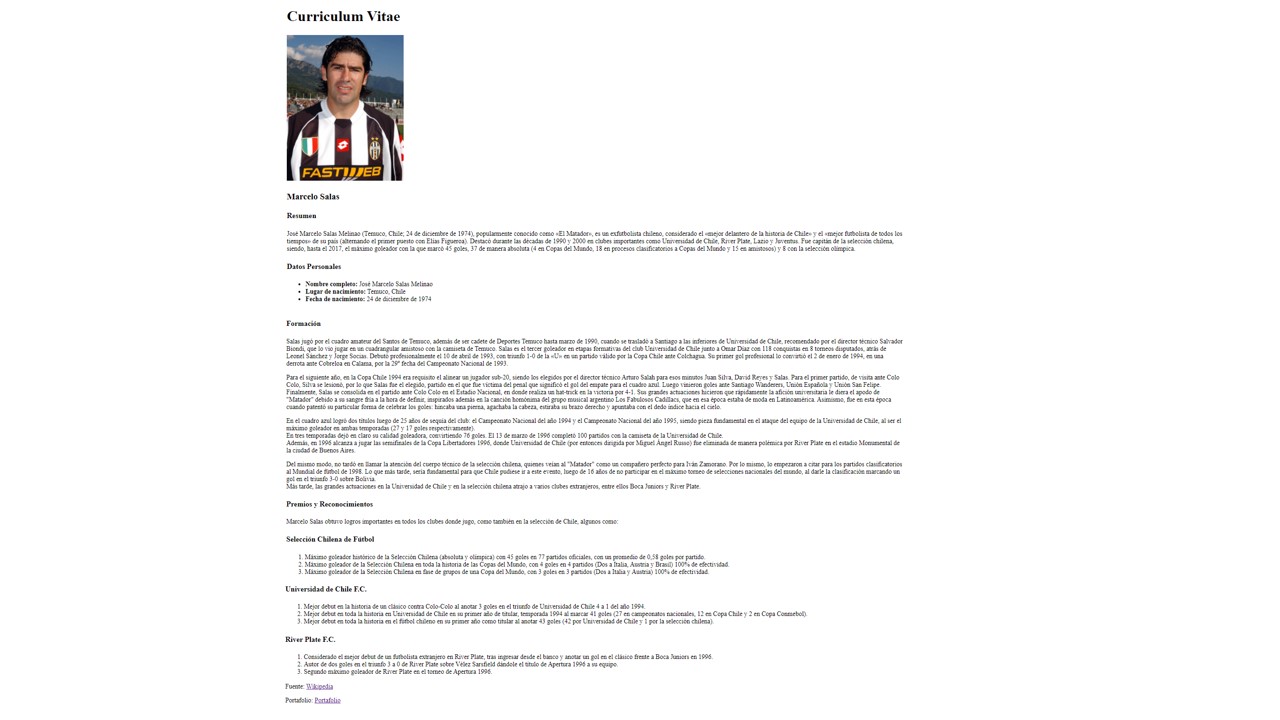 Curriculum Vitae
FASTWEB
Marcelo Salas
Resumen
José Marcelo Salas Melinao (Temuco, Chile; 24 de diciembre de 1974), popularmente conocido como «El Matador», es un exfutbolista chileno, considerado el «mejor delantero de la historia de Chile» y el «mejor futbolista de todos los
tiempos» de su país (alternando el primer puesto con Elías Figueroa). Destacó durante las décadas de 1990 y 2000 en clubes importantes como Universidad de Chile, River Plate, Lazio y Juventus. Fue capitán de la selección chilena,
siendo, hasta el 2017, el máximo goleador con la que marcó 45 goles, 37 de manera absoluta (4 en Copas del Mundo, 18 en procesos clasificatorios a Copas del Mundo y 15 en amistosos) y 8 con la selección olímpica.
Datos Personales
• Nombre completo: José Marcelo Salas Melinao
• Lugar de nacimiento: Temuco, Chile
• Fecha de nacimiento: 24 de diciembre de 1974
Formación
Salas jugó por el cuadro amateur del Santos de Temuco, además de ser cadete de Deportes Temuco hasta marzo de 1990, cuando se trasladó a Santiago a las inferiores de Universidad de Chile, recomendado por el director técnico Salvador
Biondi, que lo vio jugar en un cuadrangular amistoso con la camiseta de Temuco. Salas es el tercer goleador en etapas formativas del club Universidad de Chile junto a Omar Díaz con 118 conquistas en 8 torneos disputados, atrás de
Leonel Sánchez y Jorge Socías. Debutó profesionalmente el 10 de abril de 1993, con triunfo 1-0 de la «U» en un partido válido por la Copa Chile ante Colchagua. Su primer gol profesional lo convirtió el 2 de enero de 1994, en una
derrota ante Cobreloa en Calama, por la 29º fecha del Campeonato Nacional de 1993.
Para el siguiente año, en la Copa Chile 1994 era requisito el alinear un jugador sub-20, siendo los elegidos por el director técnico Arturo Salah para esos minutos Juan Silva, David Reyes y Salas. Para el primer partido, de visita ante Colo
Colo, Silva se lesionó, por lo que Salas fue el elegido, partido en el que fue víctima del penal que significó el gol del empate para el cuadro azul. Luego vinieron goles ante Santiago Wanderers, Unión Española y Unión San Felipe.
Finalmente, Salas se consolida en el partido ante Colo Colo en el Estadio Nacional, en donde realiza un hat-trick en la victoria por 4-1. Sus grandes actuaciones hicieron que rápidamente la afición universitaria le diera el apodo de
"Matador" debido a su sangre fría a la hora de definir, inspirados además en la canción homónima del grupo musical argentino Los Fabulosos Cadillacs, que en esa época estaba de moda en Latinoamérica. Asimismo, fue en esta época
cuando patentó su particular forma de celebrar los goles: hincaba una pierna, agachaba la cabeza, estiraba su brazo derecho y apuntaba con el dedo índice hacia el cielo.
En el cuadro azul logró dos títulos luego de 25 años de sequía del club: el Campeonato Nacional del año 1994 y el Campeonato Nacional del año 1995, siendo pieza fundamental en el ataque del equipo de la Universidad de Chile, al ser el
máximo goleador en ambas temporadas (27 y 17 goles respectivamente).
En tres temporadas dejó en claro su calidad goleadora, convirtiendo 76 goles. El 13 de marzo de 1996 completó 100 partidos con la camiseta de la Universidad de Chile.
Además, en 1996 alcanza a jugar las semifinales de la Copa Libertadores 1996, donde Universidad de Chile (por entonces dirigida por Miguel Ángel Russo) fue eliminada de manera polémica por River Plate en el estadio Monumental de
la ciudad de Buenos Aires.
Del mismo modo, no tardó en llamar la atención del cuerpo técnico de la selección chilena, quienes veían al "Matador" como un compañero perfecto para Iván Zamorano. Por lo mismo, lo empezaron a citar para los partidos clasificatorios
al Mundial de fútbol de 1998. Lo que más tarde, sería fundamental para que Chile pudiese ir a este evento, luego de 16 años de no participar en el máximo torneo de selecciones nacionales del mundo, al darle la clasificación marcando un
gol en el triunfo 3-0 sobre Bolivia.
Más tarde, las grandes actuaciones en la Universidad de Chile y en la selección chilena atrajo a varios clubes extranjeros, entre ellos Boca Juniors y River Plate.
Premios y Reconocimientos
Marcelo Salas obtuvo logros importantes en todos los clubes donde jugo, como también en la selección de Chile, algunos como:
Selección Chilena de Fútbol
1. Máximo goleador histórico de la Selección Chilena (absoluta y olímpica) con 45 goles en 77 partidos oficiales, con un promedio de 0,58 goles por partido.
2. Máximo goleador de la Selección Chilena en toda la historia de las Copas del Mundo, con 4 goles en 4 partidos (Dos a Italia, Austria y Brasil) 100% de efectividad.
3. Máximo goleador de la Selección Chilena en fase de grupos de una Copa del Mundo, con 3 goles en 3 partidos (Dos a Italia y Austria) 100% de efectividad.
Universidad de Chile F.C.
1. Mejor debut en la historia de un clásico contra Colo-Colo al anotar 3 goles en el triunfo de Universidad de Chile 4 a 1 del año 1994.
2. Mejor debut en toda la historia en Universidad de Chile en su primer año de titular, temporada 1994 al marcar 41 goles (27 en campeonatos nacionales, 12 en Copa Chile y 2 en Copa Conmebol).
3. Mejor debut en toda la historia en el fútbol chileno en su primer año como titular al anotar 43 goles (42 por Universidad de Chile y 1 por la selección chilena).
River Plate F.C.
1. Considerado el mejor debut de un futbolista extranjero en River Plate, tras ingresar desde el banco y anotar un gol en el clásico frente a Boca Juniors en 1996.
2. Autor de dos goles en el triunfo 3 a 0 de River Plate sobre Vélez Sarsfield dándole el título de Apertura 1996 a su equipo.
3. Segundo máximo goleador de River Plate en el torneo de Apertura 1996.
Fuente: Wikipedia
Portafolio: Portafolio